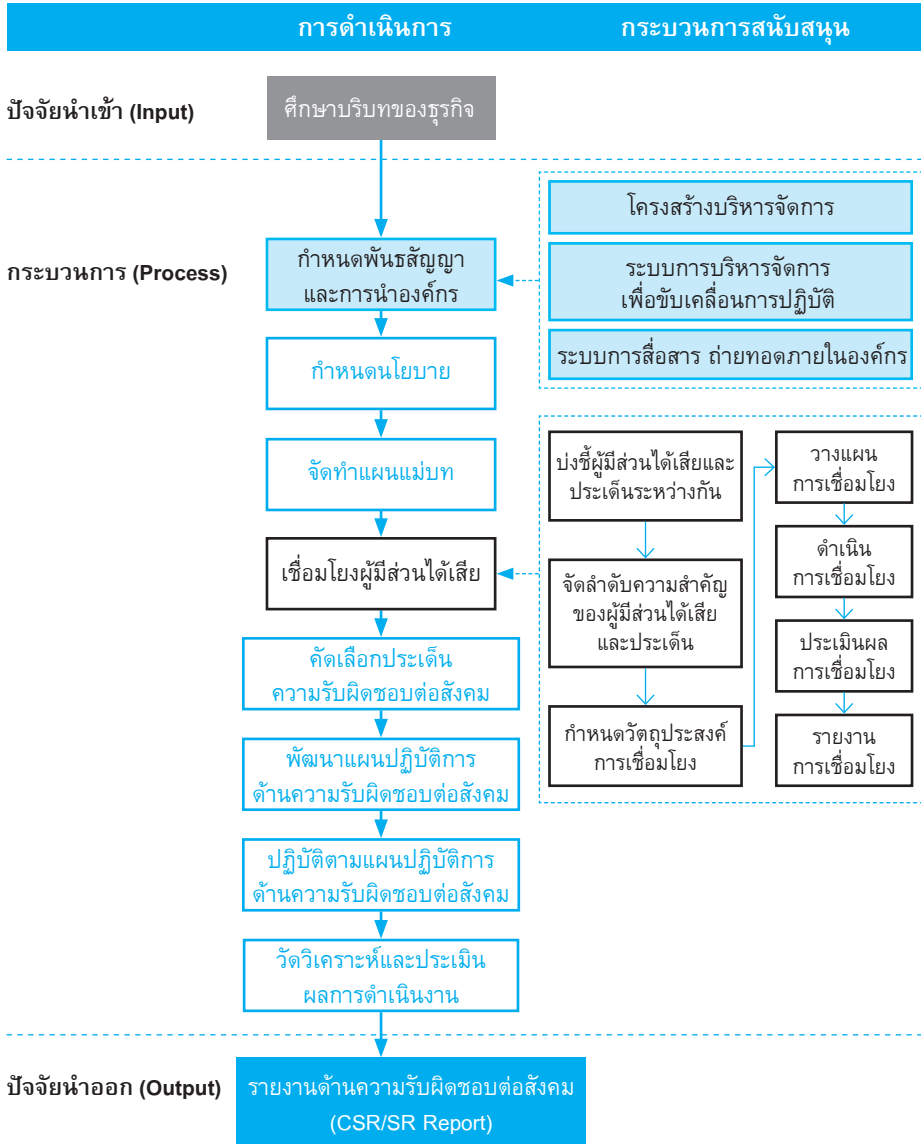 การดำเนินการ
กระบวนการสนับสนุน
ปัจจัยนำเข้า (Input)
ศึกษาบริบทของธุรกิจ
กระบวนการ (Process)
กำหนดพันธสัญญา
และการนำองค์กร
กำหนดนโยบาย
จัดทำแผนแม่บท
เชื่อมโยงผู้มีส่วนได้เสีย
คัดเลือกประเด็น
ความรับผิดชอบต่อสังคม
พัฒนาแผนปฏิบัติการ
ด้านความรับผิดชอบต่อสังคม
ปฏิบัติตามแผนปฏิบัติการ
ด้านความรับผิดชอบต่อสังคม
วัดวิเคราะห์และประเมิน
ผลการดำเนินงาน
โครงสร้างบริหารจัดการ
ระบบการบริหารจัดการ
เพื่อขับเคลื่อนการปฏิบัติ
ระบบการสื่อสาร ถ่ายทอดภายในองค์กร
บ่งชี้ผู้มีส่วนได้เสียและ
ประเด็นระหว่างกัน
จัดลำดับความสำคัญ
ของผู้มีส่วนได้เสีย
และประเด็น
กำหนดวัตถุประสงค์
การเชื่อมโยง
วางแผน
การเชื่อมโยง
ดำเนิน
การเชื่อมโยง
ประเมินผล
การเชื่อมโยง
รายงาน
การเชื่อมโยง
ปัจจัยนำออก (Output)
รายงานด้านความรับผิดชอบต่อสังคม
(CSR/SR Report)